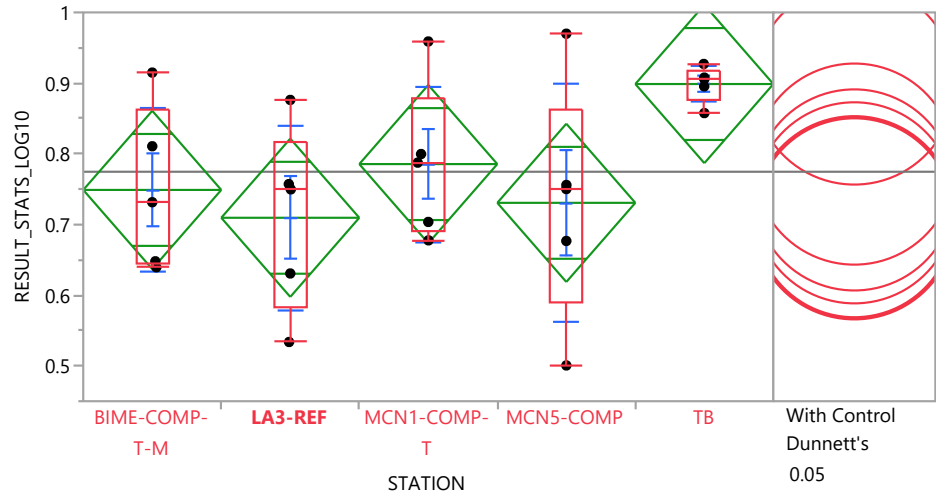 RESULT_STATS_LOG10
1
0.9
0.8
0.7
0.6
0.5
BIME-COMP-
T-M
LA3-REF
MCN1-COMP-
T
MCN5-COMP
TB
STATION
With Control
Dunnett's
0.05